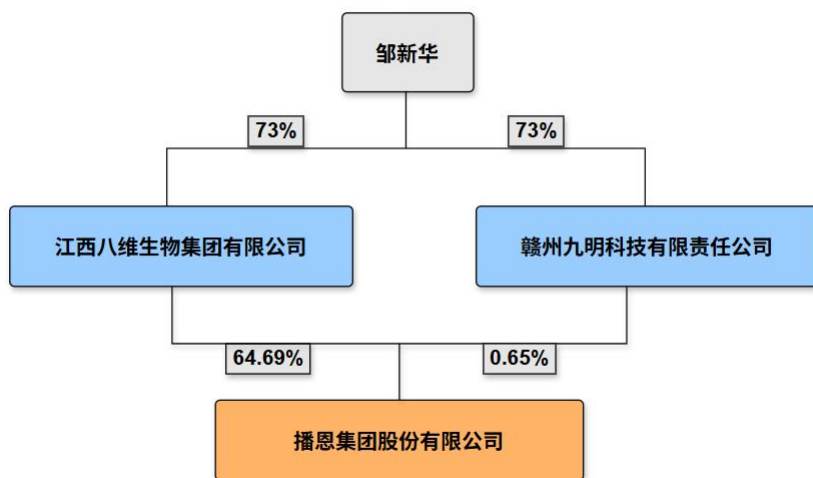 邹新华
73%
73%
江西八维生物集团有限公司
赣州九明科技有限责任公司
64.69%
0.65%
播恩集团股份有限公司